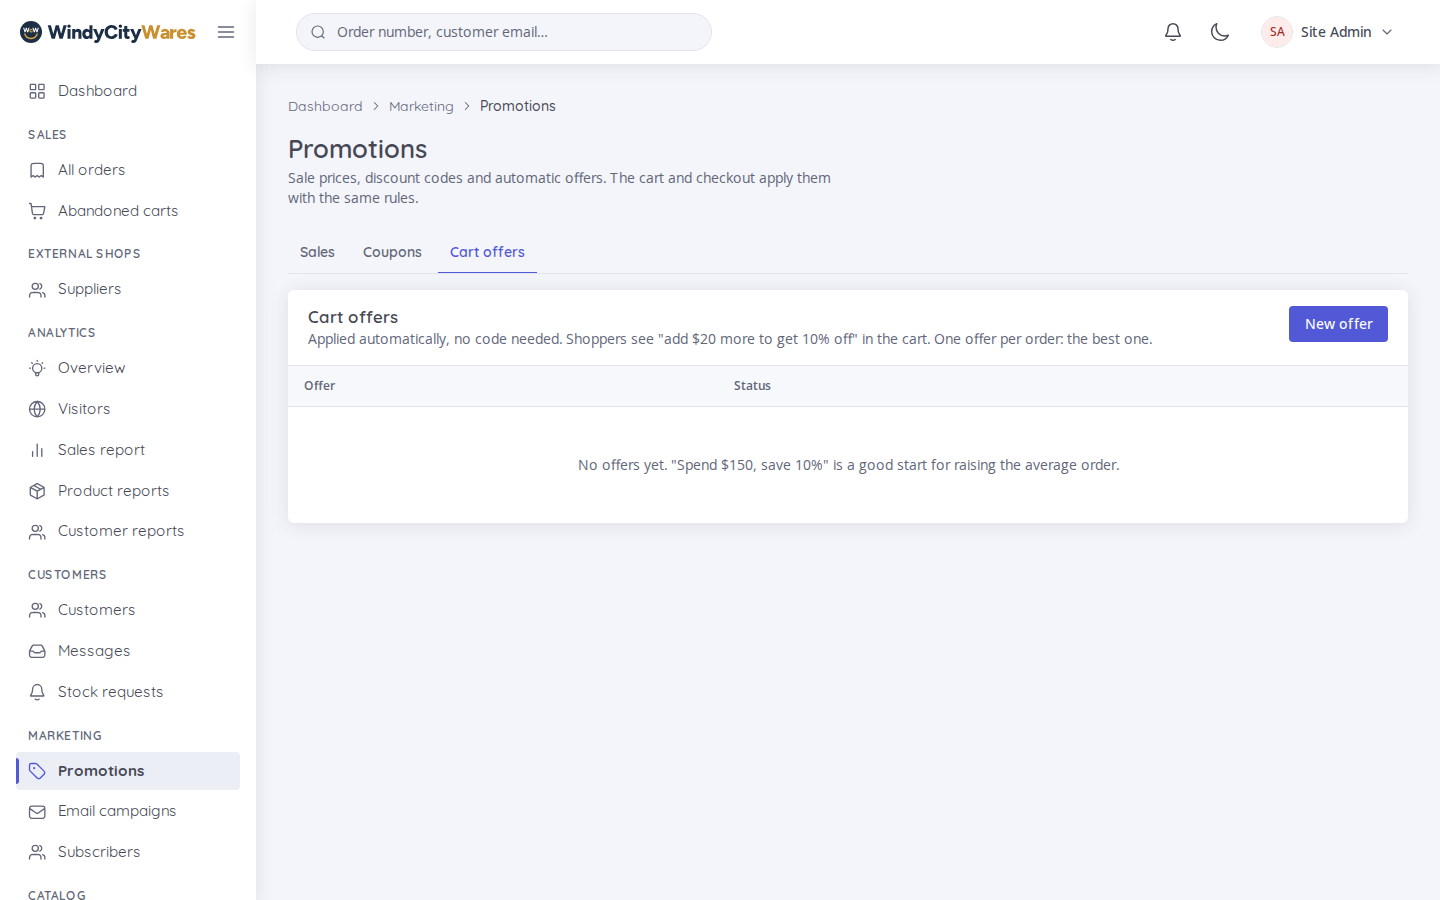 WCW WindyCityWares
Order number, customer email...
SA Site Admin
Dashboard
SALES
All orders
Abandoned carts
EXTERNAL SHOPS
Suppliers
ANALYTICS
Overview
Visitors
Sales report
Product reports
Customer reports
CUSTOMERS
Customers
Messages
Stock requests
MARKETING
Promotions
Email campaigns
Subscribers
CATALOG
Dashboard > Marketing > Promotions
Promotions
Sale prices, discount codes and automatic offers. The cart and checkout apply them
with the same rules.
Sales Coupons Cart offers
Cart offers
Applied automatically, no code needed. Shoppers see "add $20 more to get 10% off" in the cart. One offer per order: the best one.
New offer
Offer Status
No offers yet. "Spend $150, save 10%" is a good start for raising the average order.